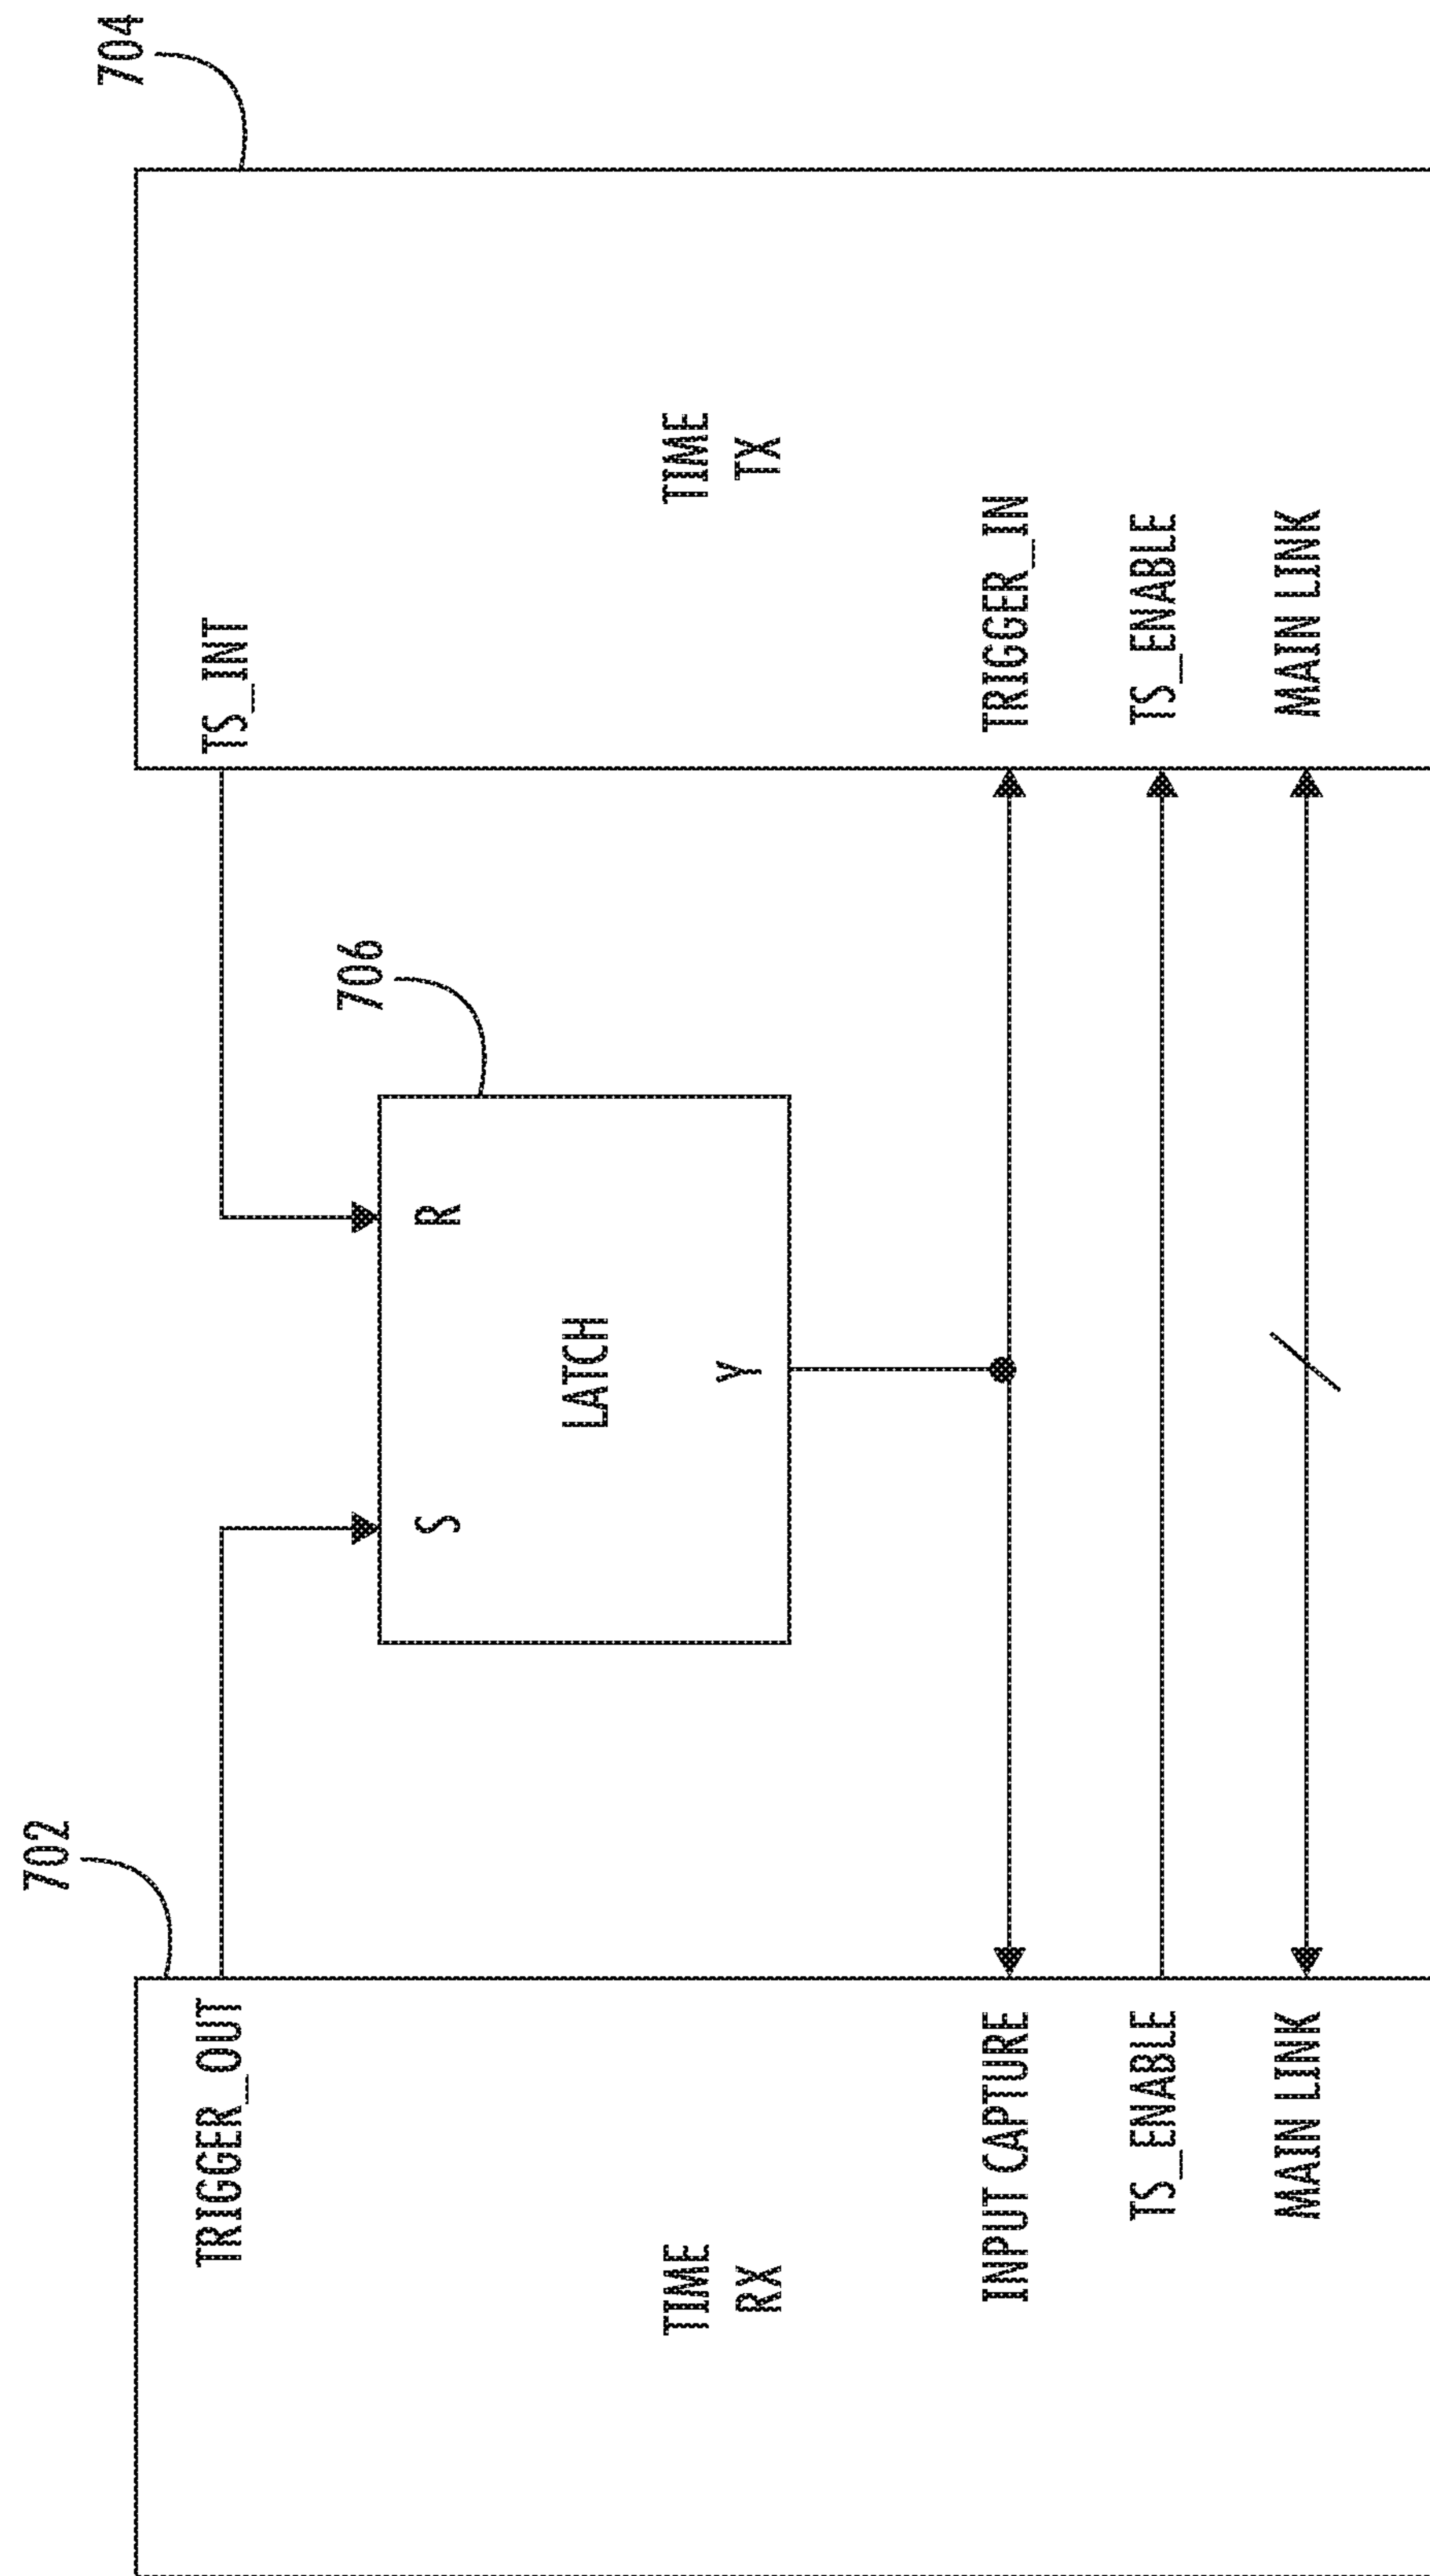 702
704
TRIGGER_OUT
TS_INT
706
S
R
LATCH
Y
TIME
RX
TIME
TX
INPUT CAPTURE
TRIGGER_IN
TS_ENABLE
TS_ENABLE
MAIN LINK
MAIN LINK